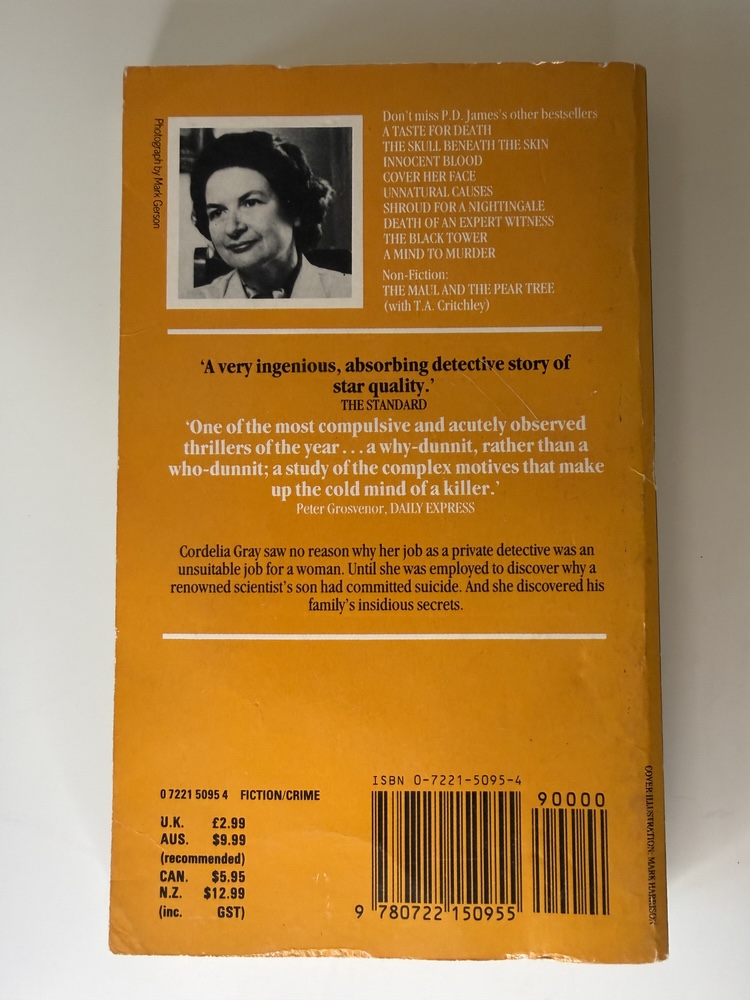 Photograph by Mark Gerson
Don't miss P.D. James's other bestsellers
A TASTE FOR DEATH
THE SKULL BENEATH THE SKIN
INNOCENT BLOOD
COVER HER FACE
UNNATURAL CAUSES
SHROUD FOR A NIGHTINGALE
DEATH OF AN EXPERT WITNESS
THE BLACK TOWER
A MIND TO MURDER
Non-Fiction:
THE MAUL AND THE PEAR TREE
(with T.A. Critchley)
‘A very ingenious, absorbing detective story of
star quality.’
THE STANDARD
‘One of the most compulsive and acutely observed
thrillers of the year . . . a why-dunnit, rather than a
who-dunnit; a study of the complex motives that make
up the cold mind of a killer.’
Peter Grosvenor, DAILY EXPRESS
Cordelia Gray saw no reason why her job as a private detective was an
unsuitable job for a woman. Until she was employed to discover why a
renowned scientist's son had committed suicide. And she discovered his
family's insidious secrets.
0 7221 5095 4 FICTION/CRIME
U.K. £2.99
AUS. $9.99
(recommended)
CAN. $5.95
N.Z. $12.99
(inc. GST)
ISBN 0-7221-5095-4
90000
9 780722 150955
COVER ILLUSTRATION: MARK HARRISON